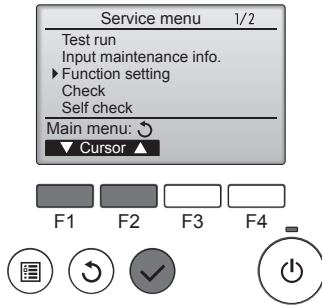 Service menu 1/2
Test run
Input maintenance info.
Function setting
Check
Self check
Main menu:
Cursor
F1 F2 F3 F4